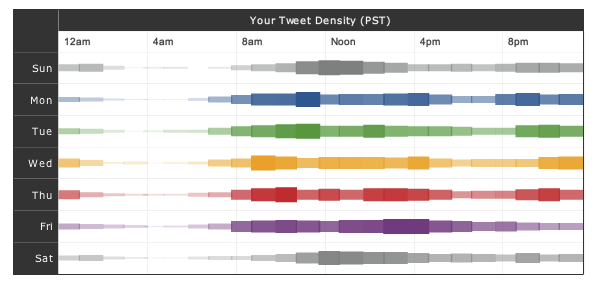 Your Tweet Density (PST)
12am 4am 8am Noon 4pm 8pm
Sun
Mon
Tue
Wed
Thu
Fri
Sat